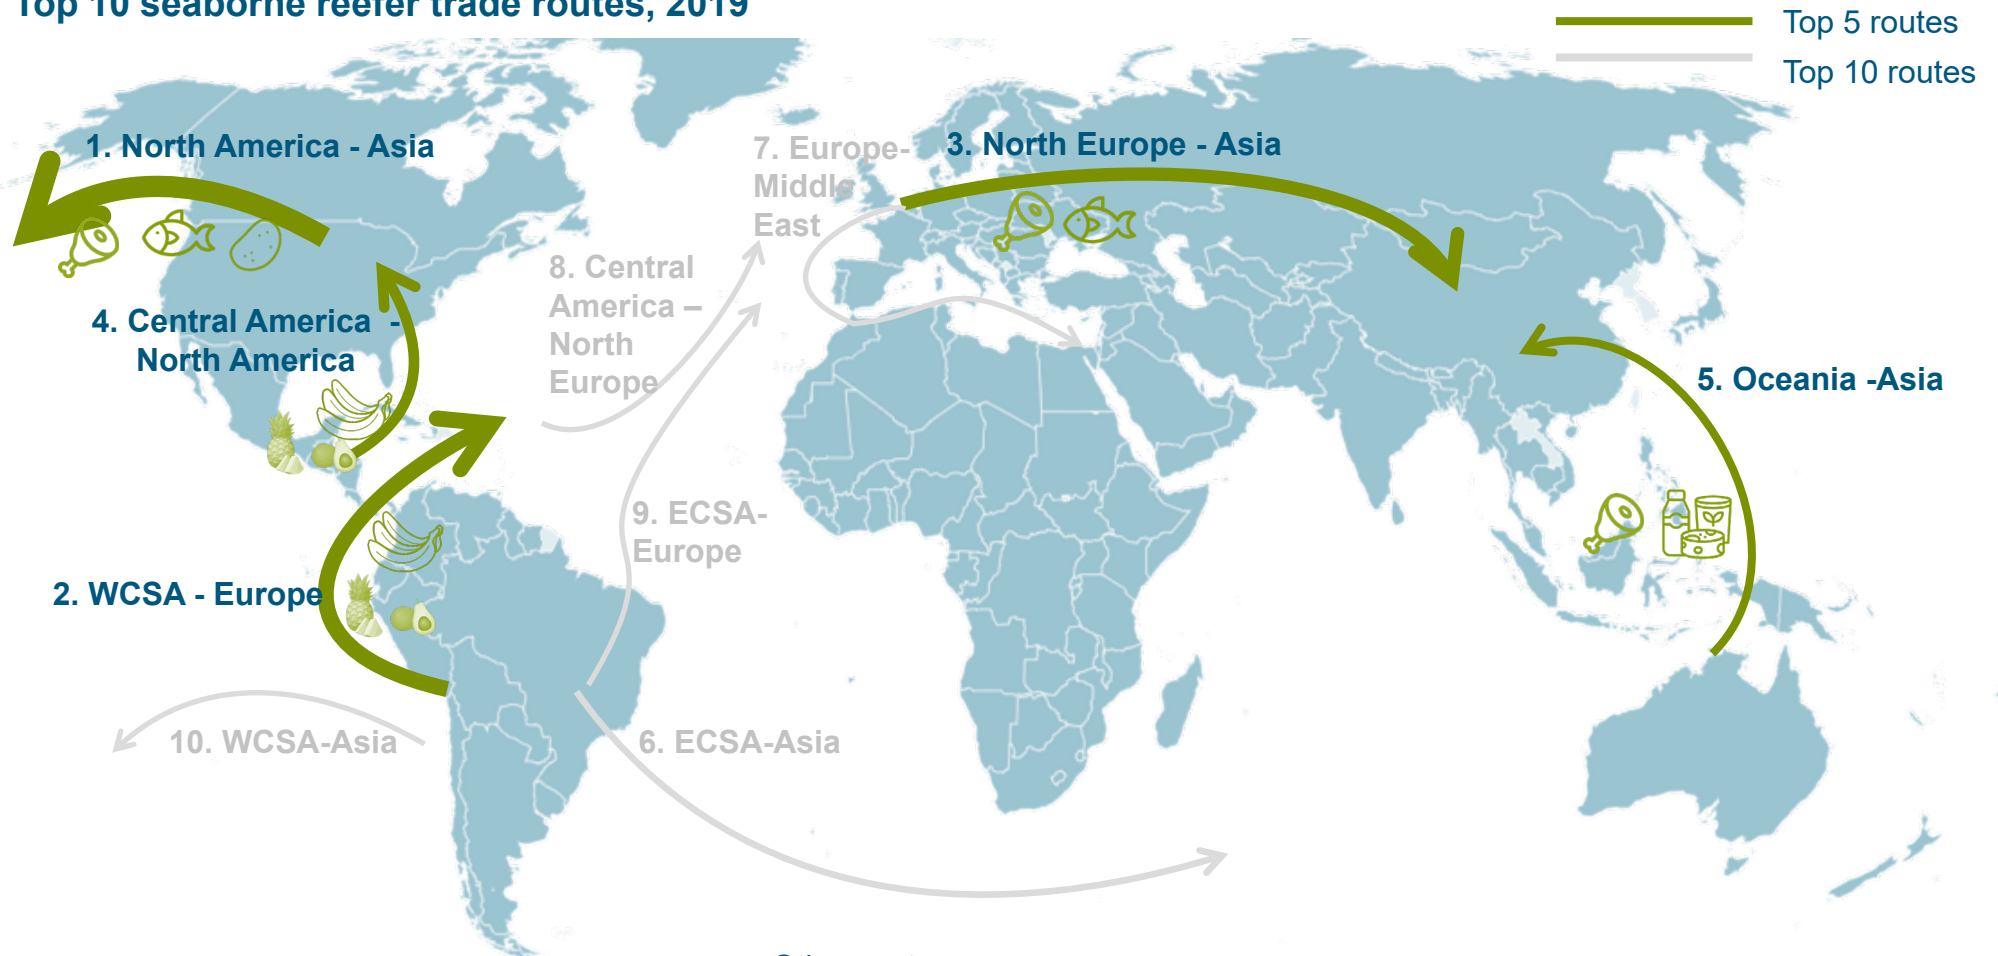 Top 10 seaborne reefer trade routes, 2019
Top 5 routes
Top 10 routes
1. North America - Asia
7. Europe-
Middle
East
3. North Europe - Asia
8. Central
America –
North
Europe
4. Central America -
North America
5. Oceania -Asia
9. ECSA-
Europe
2. WCSA - Europe
10. WCSA-Asia
6. ECSA-Asia